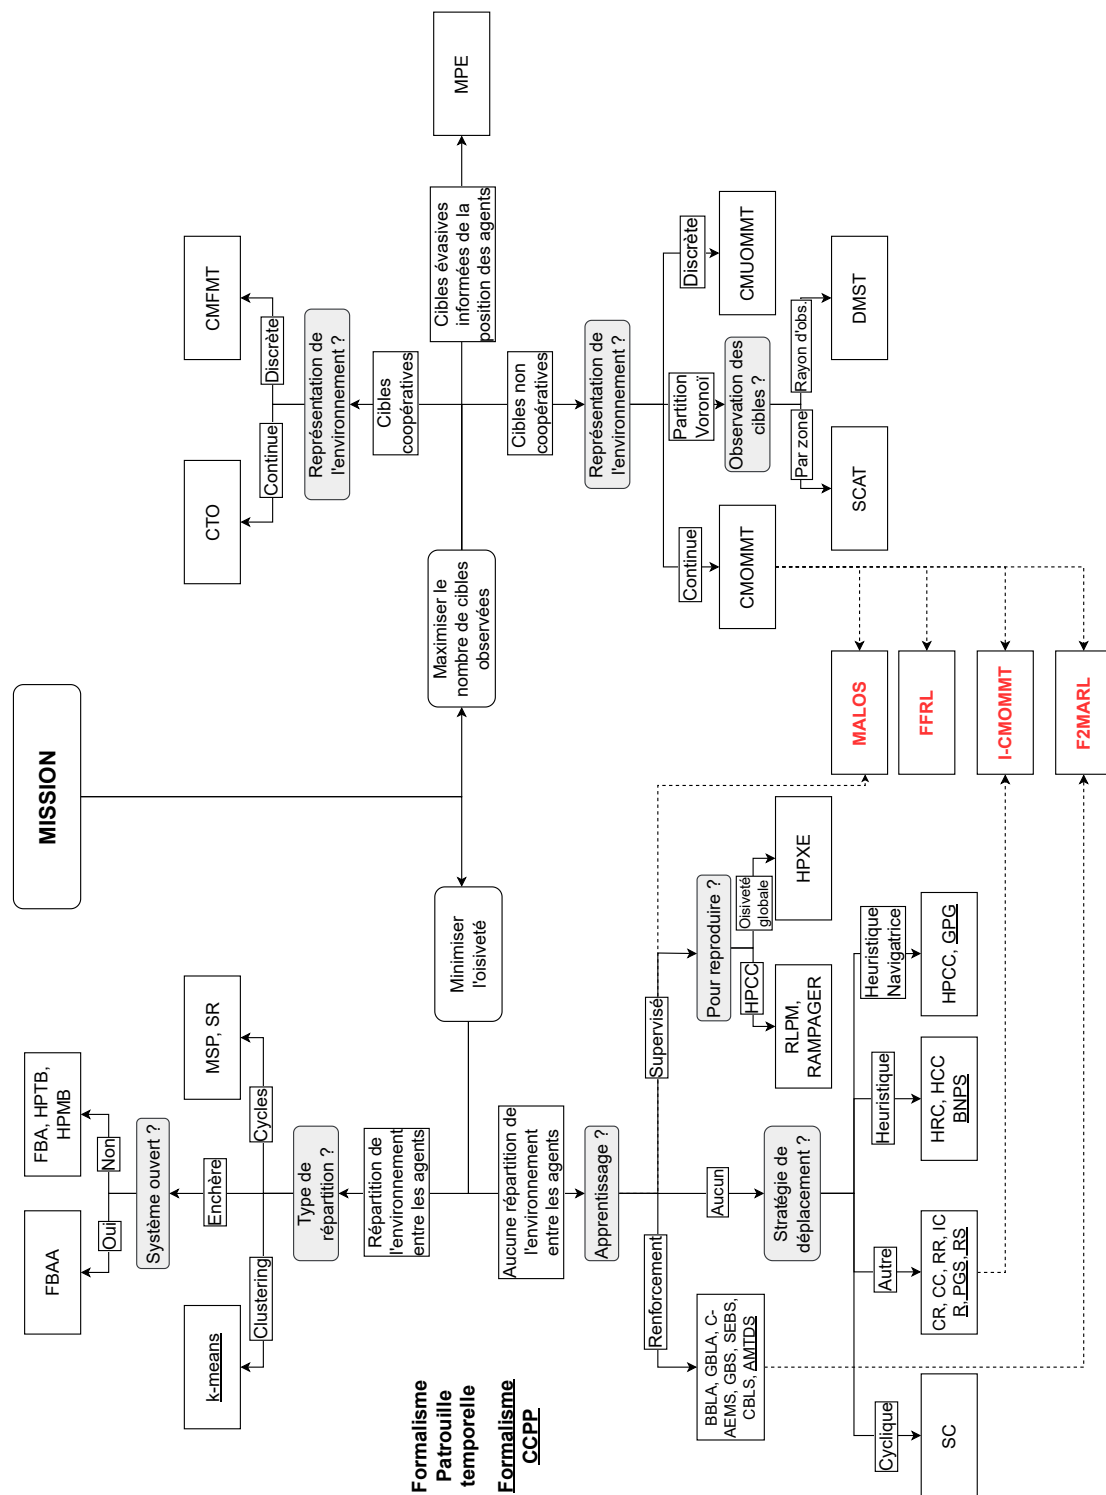 MISSION
Minimiser
l'oisiveté
Maximiser le
nombre de cibles
observées
Répartition de
l'environnement
entre les agents
Type de
répartition ?
Clustering
Enchère
Cycles
k-means
Système ouvert ?
MSP, SR
Oui
Non
FBAA
FBA, HPTB,
HPMB
Aucune répartition de
l'environnement
entre les agents
Apprentissage ?
Renforcement
Aucun
Supervisé
BBLA, GBLA, C-
AEMS, GBS, SEBS,
CBLS, AMTDS
Stratégie de
déplacement ?
Pour reproduire ?
HPCC
Oisiveté
globale
RLPM,
RAMPAGER
HPXE
Cyclique
Autre
Heuristique
Heuristique
Navigatrice
SC
CR, CC, RR, IC
R, PGS, RS
HRC, HCC
BNPS
HPCC, GPG
Cibles
coopératives
Représentation de
l'environnement ?
Continue
Discrète
CTO
CMFMT
Cibles évasives
informées de la
position des agents
MPE
Cibles non
coopératives
Représentation de
l'environnement ?
Continue
Partition
Voronoï
Discrète
CMOMMT
Observation des
cibles ?
CMUOMMT
Par zone
Rayon d'obs.
SCAT
DMST
MALOS
FFRL
I-CMOMMT
F2MARL
Formalisme
Patrouille
temporelle
Formalisme
CCPP